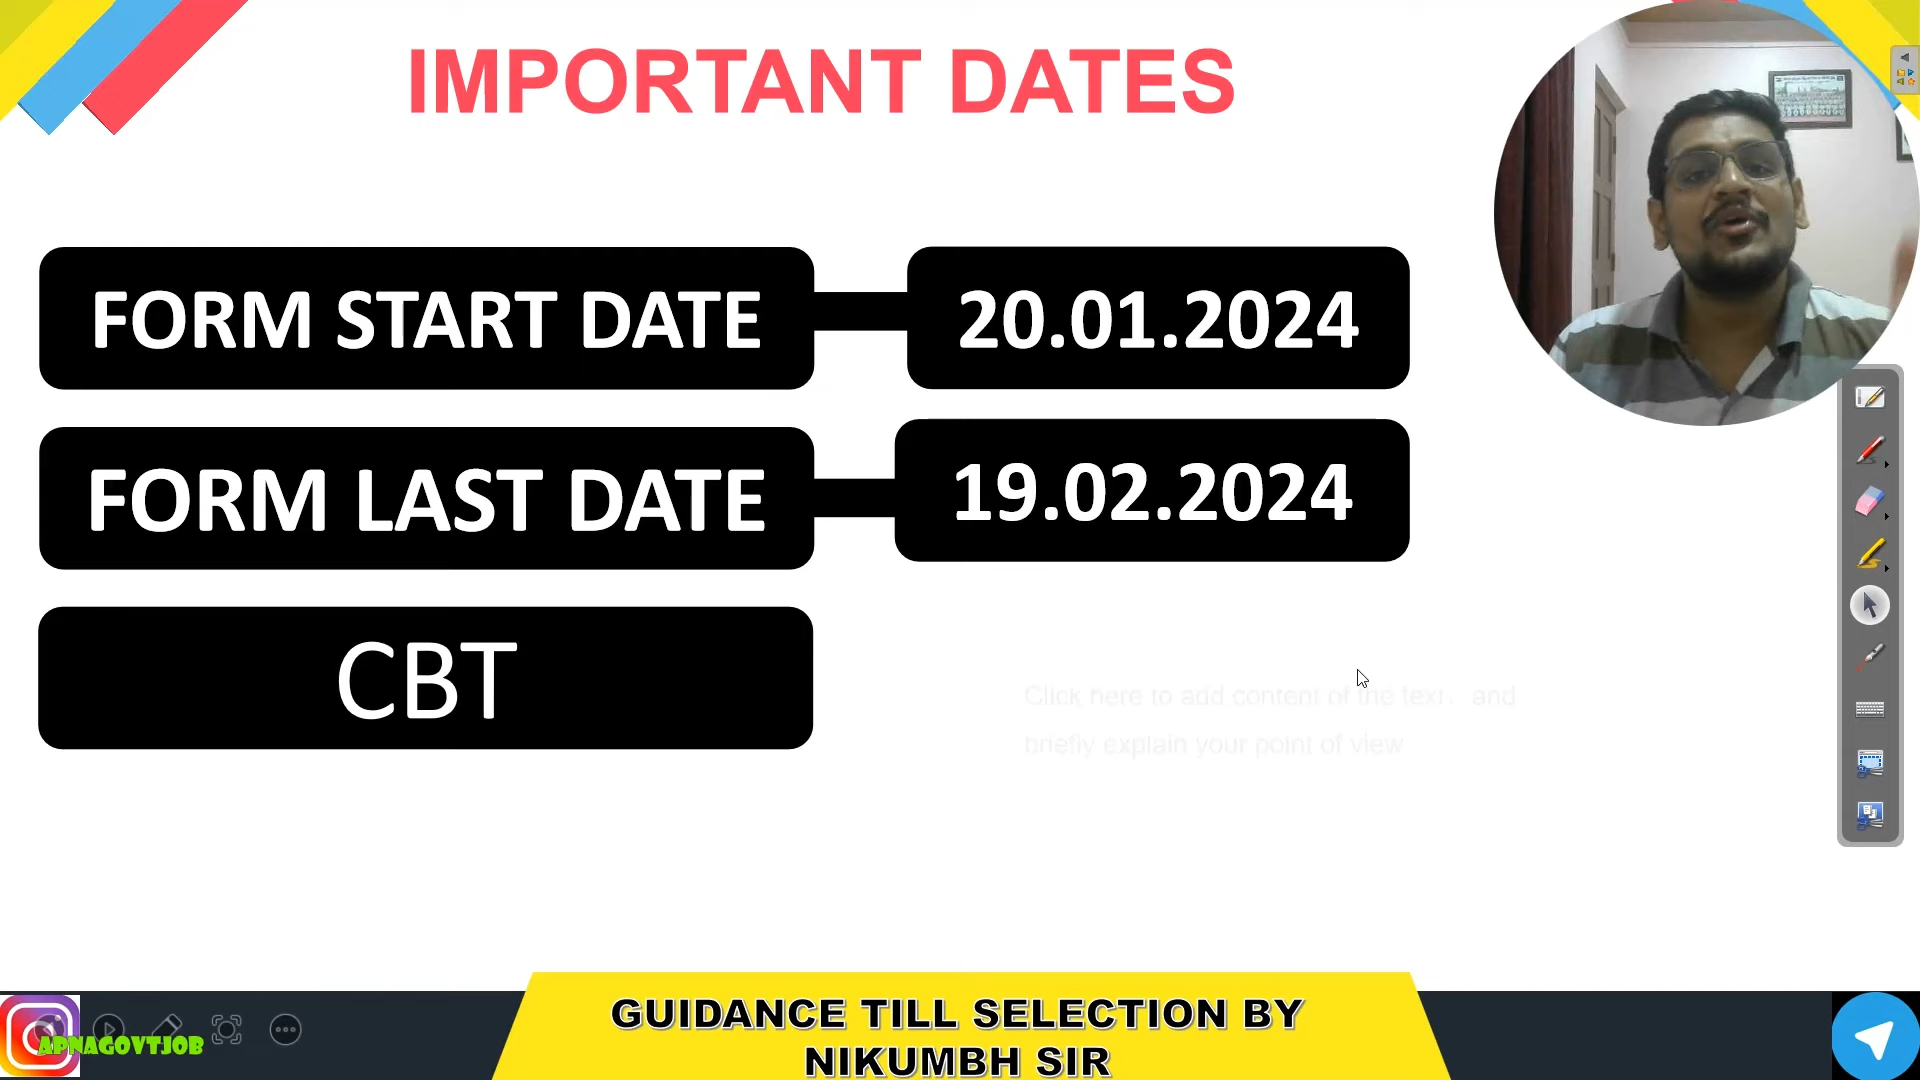 IMPORTANT DATES
FORM START DATE
20.01.2024
FORM LAST DATE
19.02.2024
CBT
Click here to add content of the text， and
briefly explain your point of view
GUIDANCE TILL SELECTION BY
NIKUMBH SIR
APNAGOVTJOB